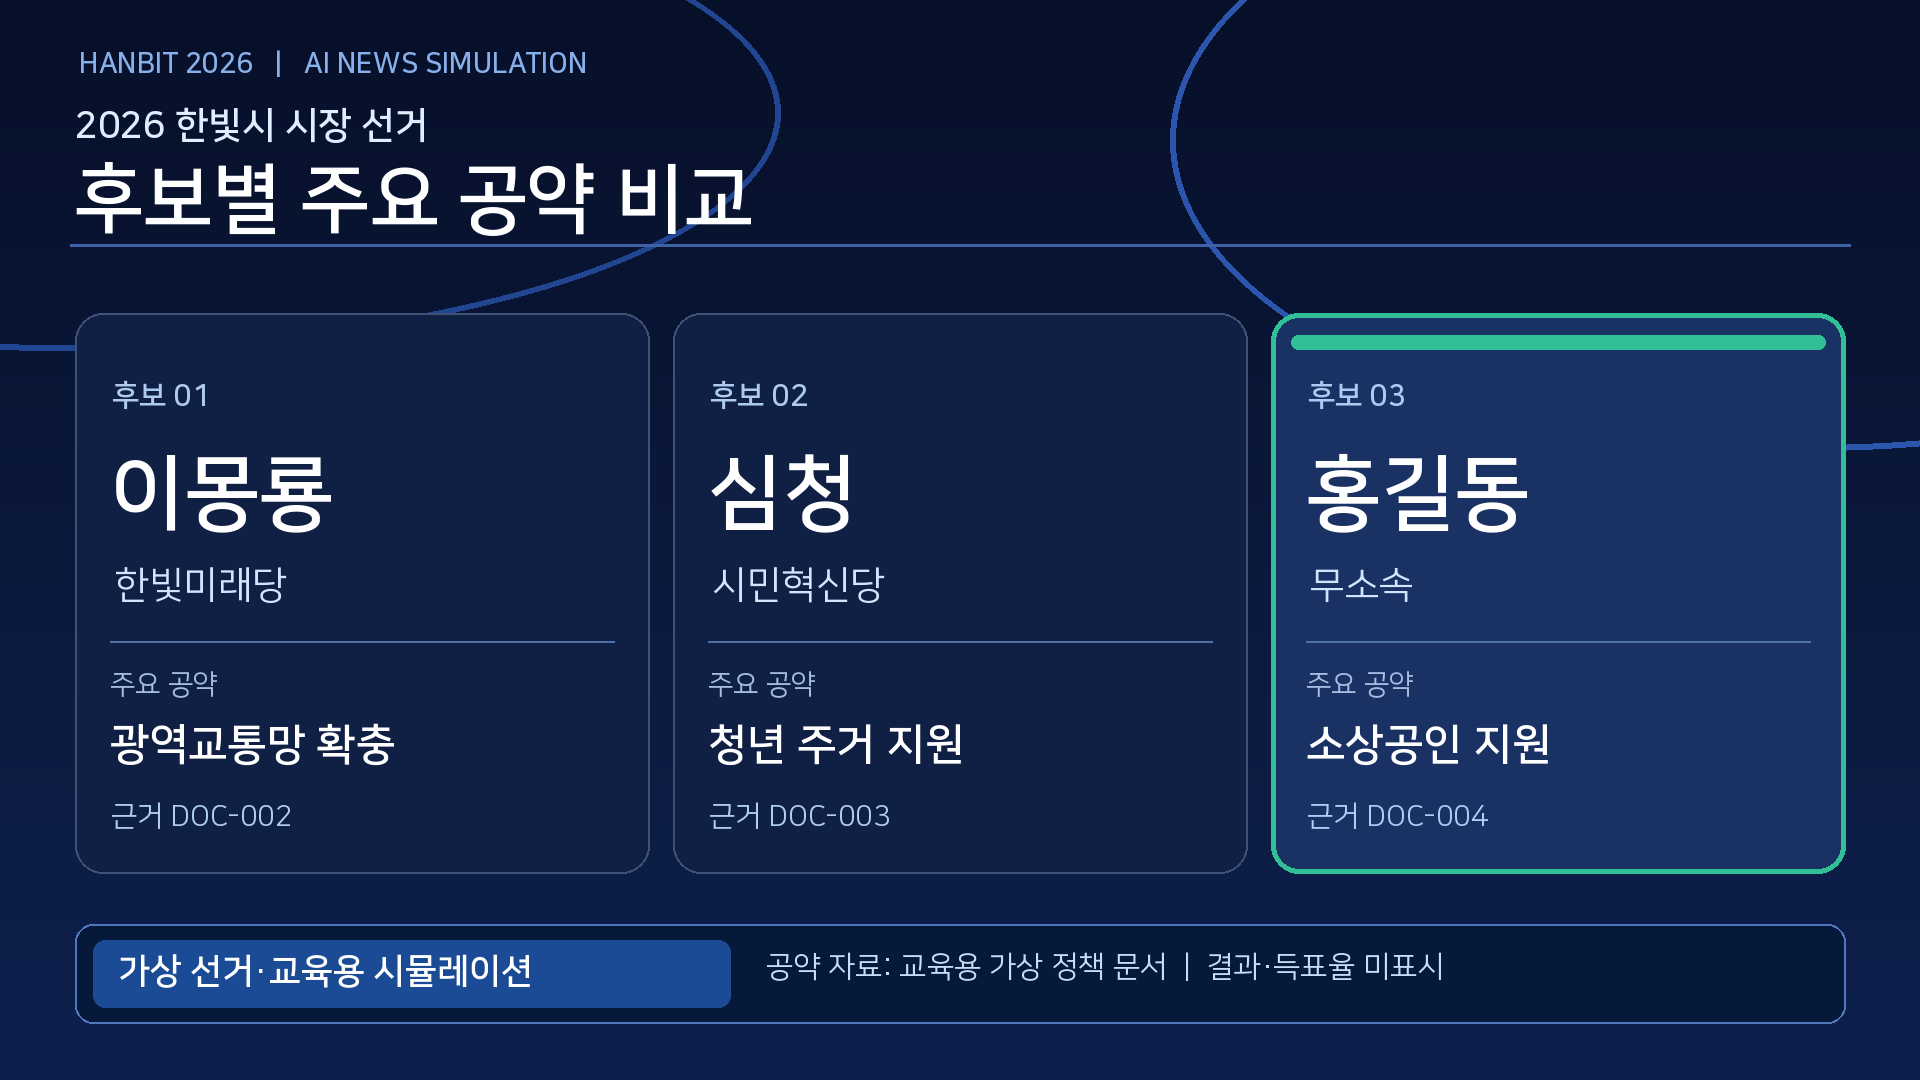 HANBIT 2026 | AI NEWS SIMULATION
2026 한빛시 시장 선거
후보별 주요 공약 비교
후보 01
이몽룡
한빛미래당
주요 공약
광역교통망 확충
근거 DOC-002
후보 02
심청
시민혁신당
주요 공약
청년 주거 지원
근거 DOC-003
후보 03
홍길동
무소속
주요 공약
소상공인 지원
근거 DOC-004
가상 선거·교육용 시뮬레이션
공약 자료: 교육용 가상 정책 문서 | 결과·득표율 미표시